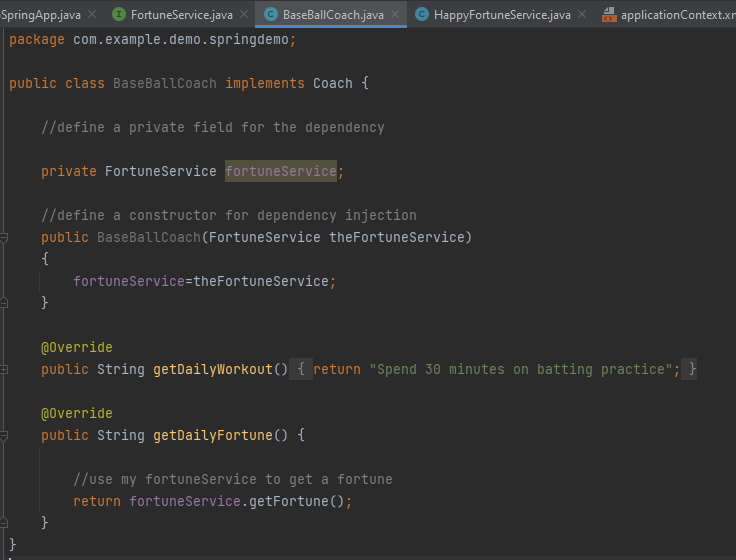 SpringApp.java × FortuneService.java × BaseBallCoach.java × HappyFortuneService.java × applicationContext.xm
package com.example.demo.springdemo;
public class BaseBallCoach implements Coach {
//define a private field for the dependency
private FortuneService fortuneService;
//define a constructor for dependency injection
public BaseBallCoach(FortuneService theFortuneService)
{
fortuneService=theFortuneService;
}
@Override
public String getDailyWorkout() { return "Spend 30 minutes on batting practice"; }
@Override
public String getDailyFortune() {
//use my fortuneService to get a fortune
return fortuneService.getFortune();
}
}